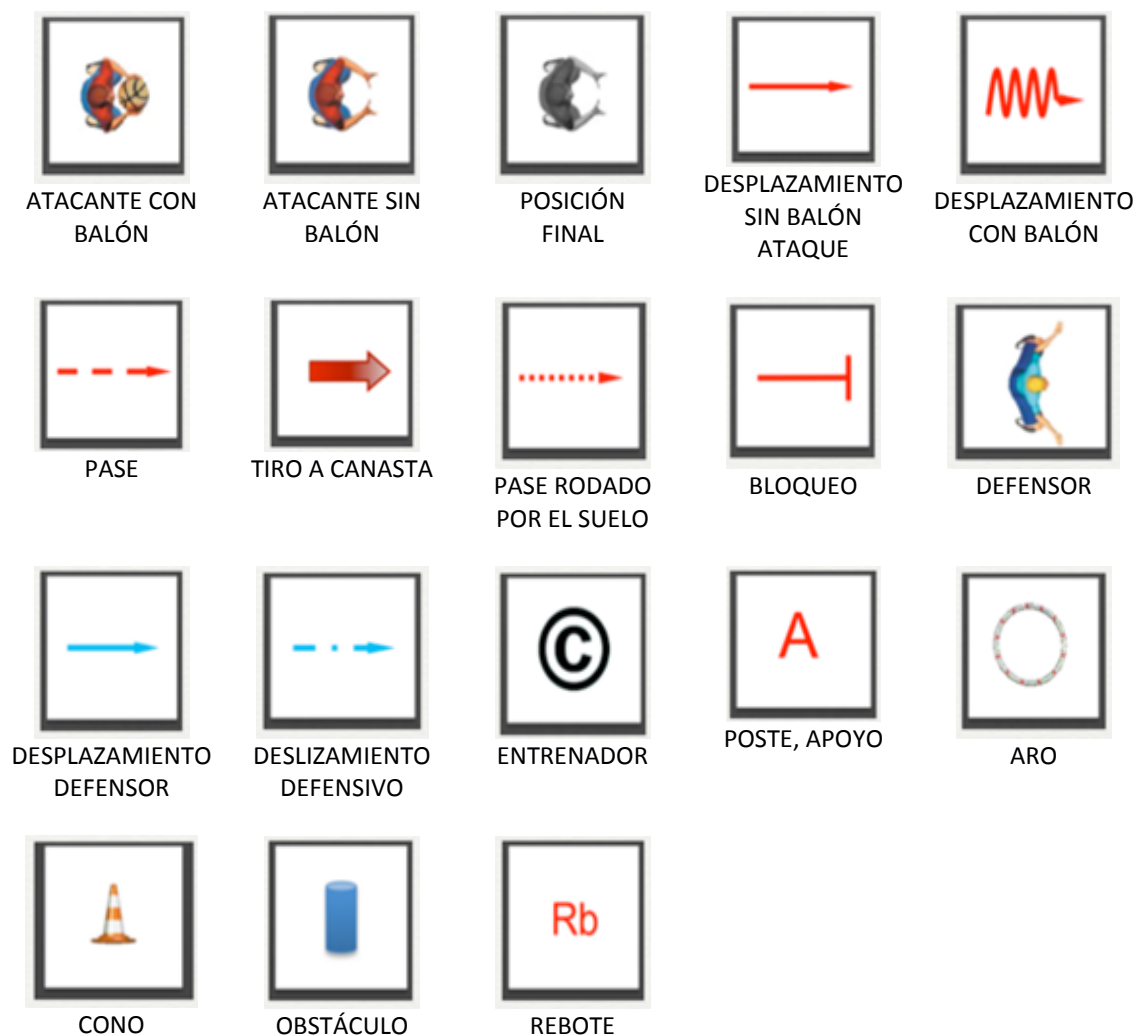 ATACANTE CON
BALÓN
ATACANTE SIN
BALÓN
POSICIÓN
FINAL
DESPLAZAMIENTO
SIN BALÓN
ATAQUE
DESPLAZAMIENTO
CON BALÓN
PASE
TIRO A CANASTA
PASE RODADO
POR EL SUELO
BLOQUEO
DEFENSOR
C
A
DESPLAZAMIENTO
DEFENSOR
DESLIZAMIENTO
DEFENSIVO
ENTRENADOR
POSTE, APOYO
ARO
Rb
CONO
OBSTÁCULO
REBOTE